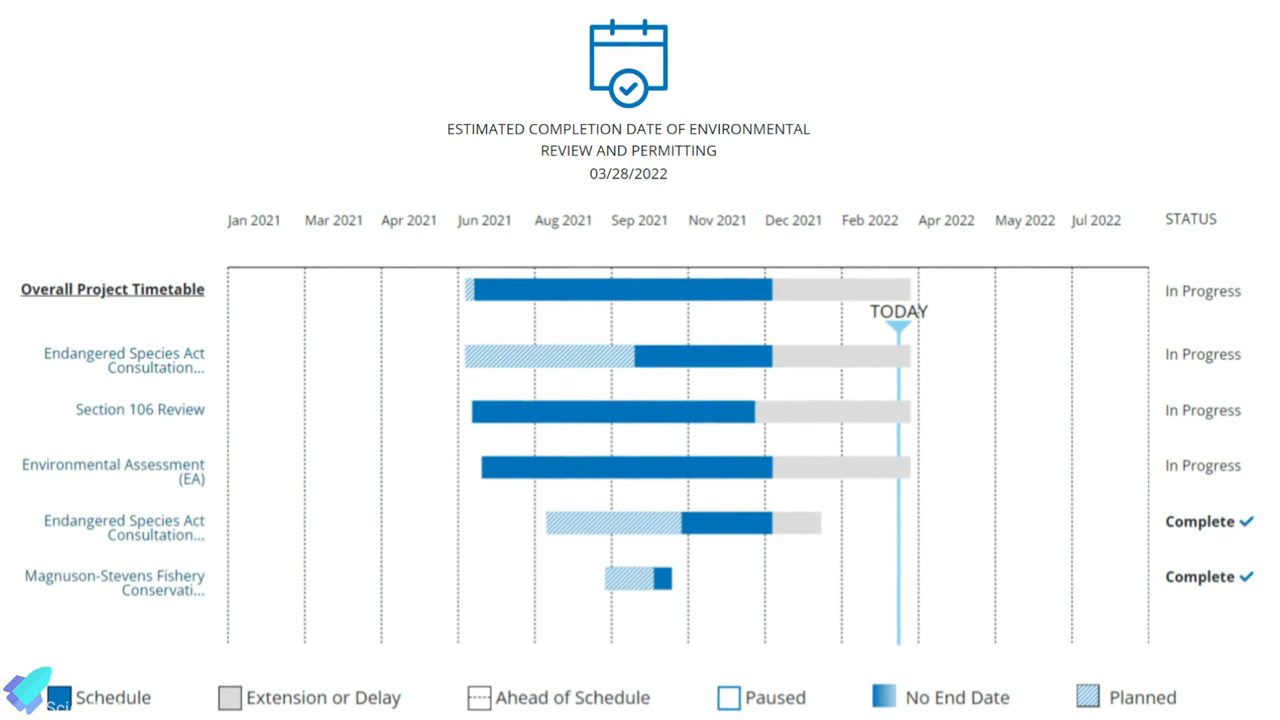 ESTIMATED COMPLETION DATE OF ENVIRONMENTAL
REVIEW AND PERMITTING
03/28/2022
Jan 2021 Mar 2021 Apr 2021 Jun 2021 Aug 2021 Sep 2021 Nov 2021 Dec 2021 Feb 2022 Apr 2022 May 2022 Jul 2022 STATUS
Overall Project Timetable In Progress
TODAY
Endangered Species Act
Consultation... In Progress
Section 106 Review In Progress
Environmental Assessment
(EA) In Progress
Endangered Species Act
Consultation... Complete
Magnuson-Stevens Fishery
Conservati... Complete
Schedule Extension or Delay Ahead of Schedule Paused No End Date Planned